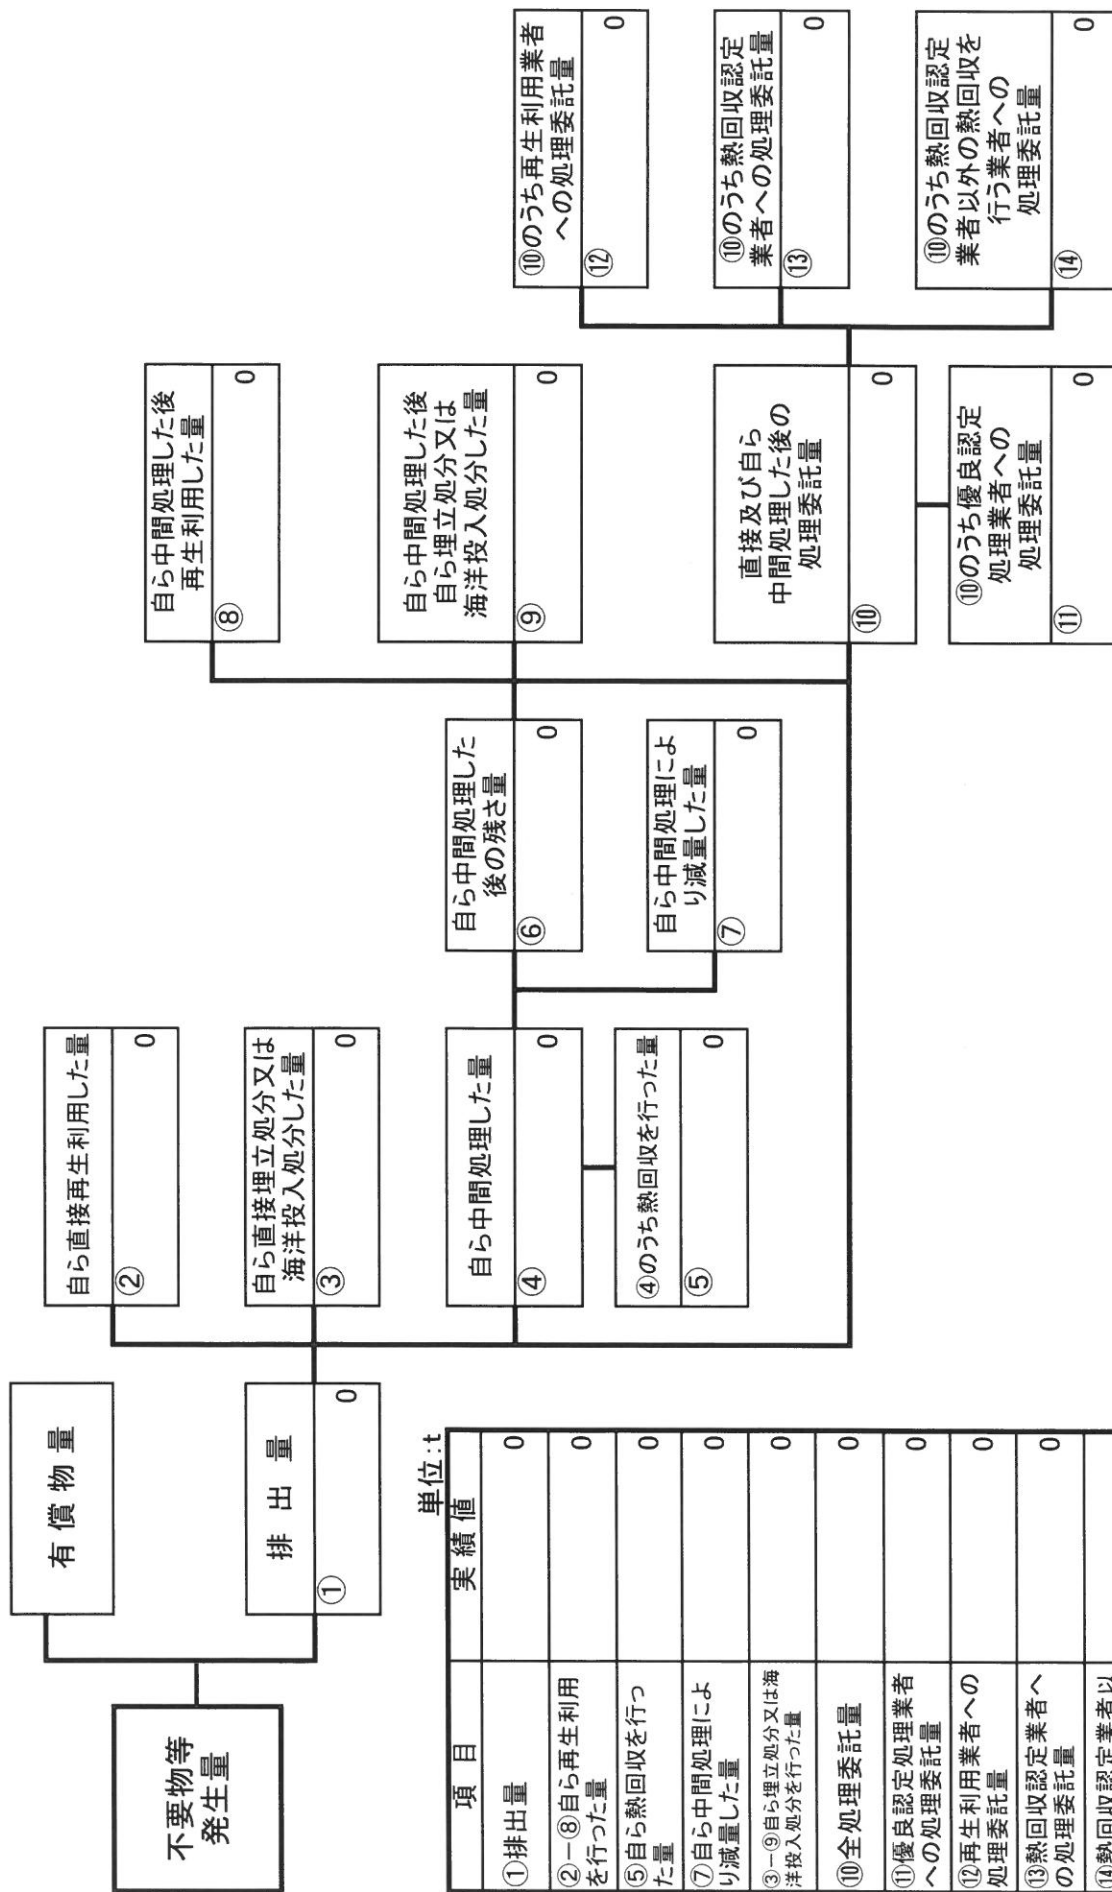 不要物等
発生量
有償物量
排出量
①
0
自ら直接再生利用した量
②
0
自ら直接埋立処分又は
海洋投入処分した量
③
0
自ら中間処理した量
④
0
④のうち熱回収を行った量
⑤
0
自ら中間処理した
後の残さ量
⑥
0
自ら中間処理によ
り減量した量
⑦
0
自ら中間処理した後
再生利用した量
⑧
0
自ら中間処理した後
自ら埋立処分又は
海洋投入処分した量
⑨
0
直接及び自ら
中間処理した後の
処理委託量
⑩
0
⑩のうち優良認定
処理業者への
処理委託量
⑪
0
⑩のうち再生利用業者
への処理委託量
⑫
0
⑩のうち熱回収認定
業者への処理委託量
⑬
0
⑩のうち熱回収認定
業者以外の熱回収を
行う業者への
処理委託量
⑭
0
単位:t
項目 実績値
①排出量 0
②ー⑧自ら再生利用
を行った量 0
⑤自ら熱回収を行っ
た量 0
⑦自ら中間処理によ
り減量した量 0
③ー⑨自ら埋立処分又は海
洋投入処分を行った量 0
⑩全処理委託量 0
⑪優良認定処理業者
への処理委託量 0
⑫再生利用業者への
処理委託量 0
⑬熱回収認定業者へ
の処理委託量 0
⑭熱回収認定業者以